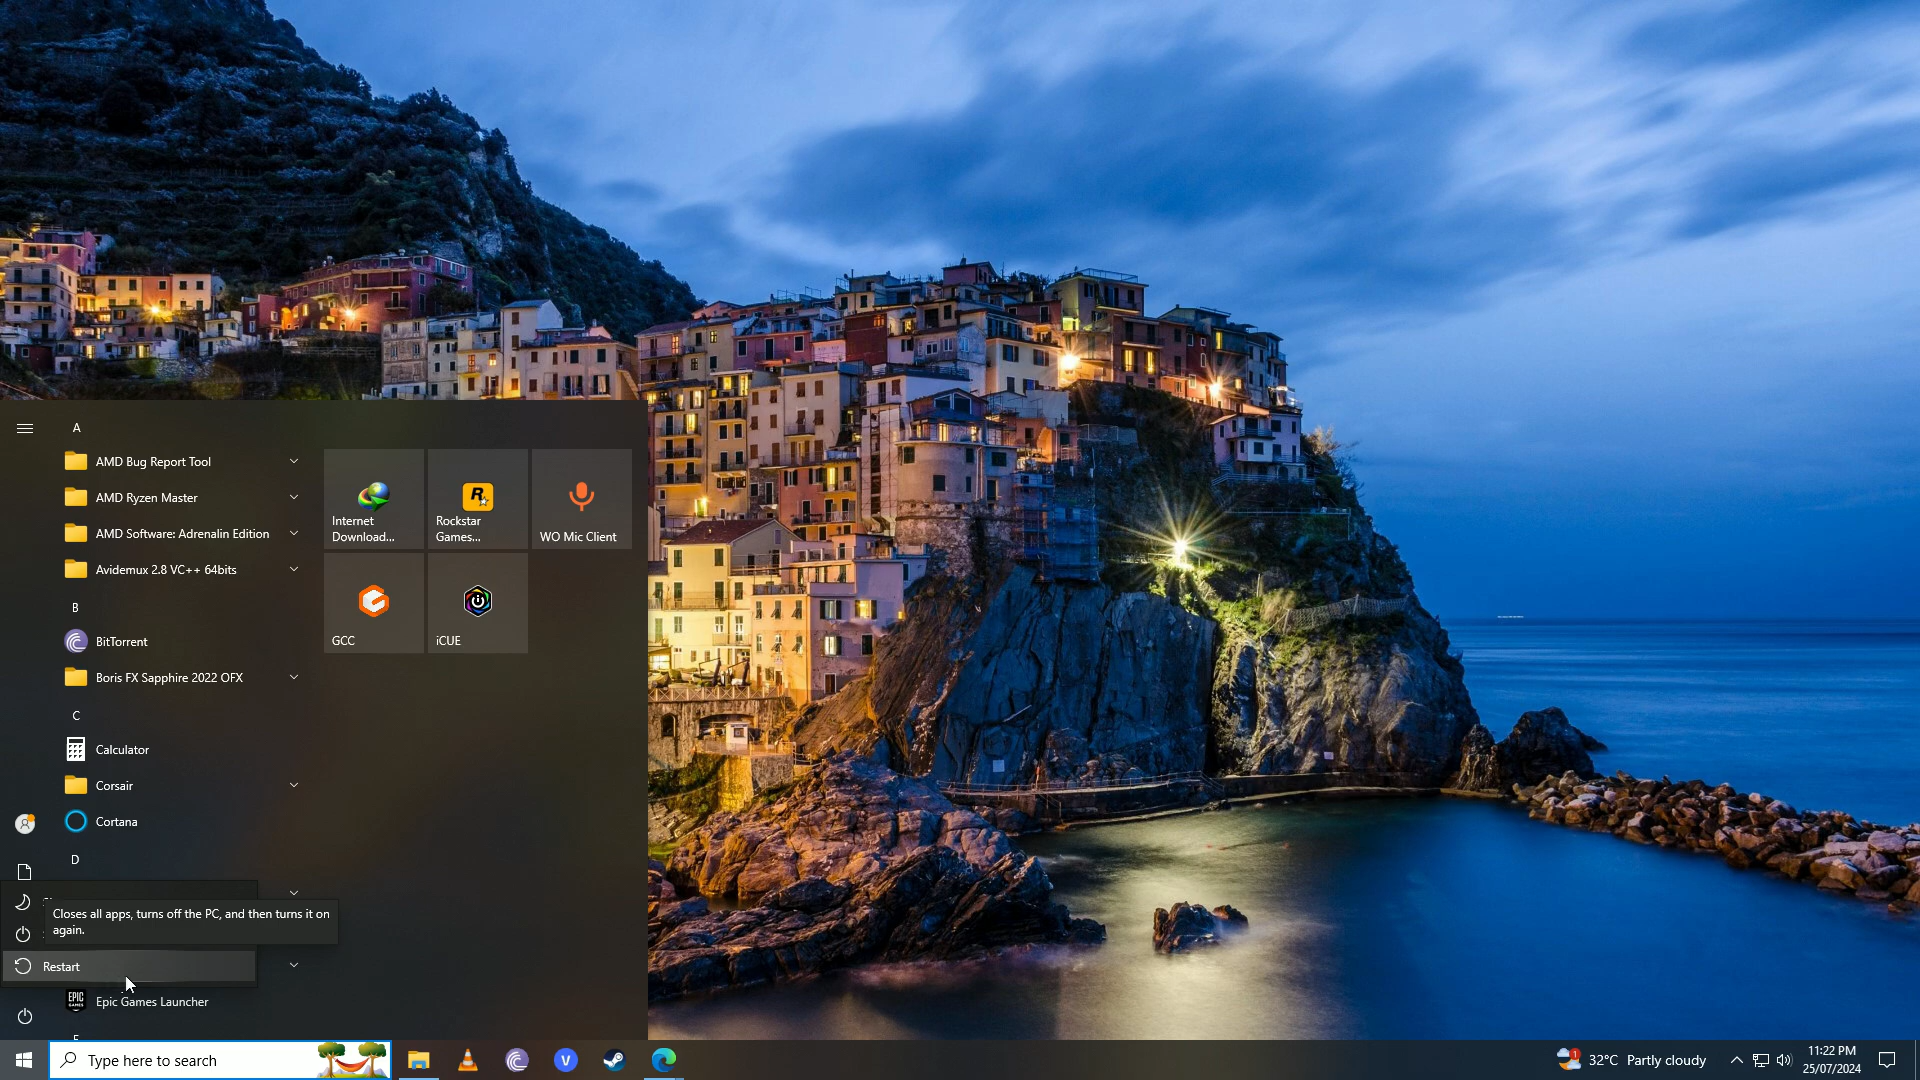 A
AMD Bug Report Tool
AMD Ryzen Master
AMD Software: Adrenalin Edition
Avidemux 2.8 VC++ 64bits
B
BitTorrent
Boris FX Sapphire 2022 OFX
C
Calculator
Corsair
Cortana
D
Closes all apps, turns off the PC, and then turns it on
again.
Restart
EPIC
GAMES
Epic Games Launcher
Internet
Download...
R
Rockstar
Games...
WO Mic Client
GCC
iCUE
Type here to search
V
1
32°C Partly cloudy
11:22 PM
25/07/2024